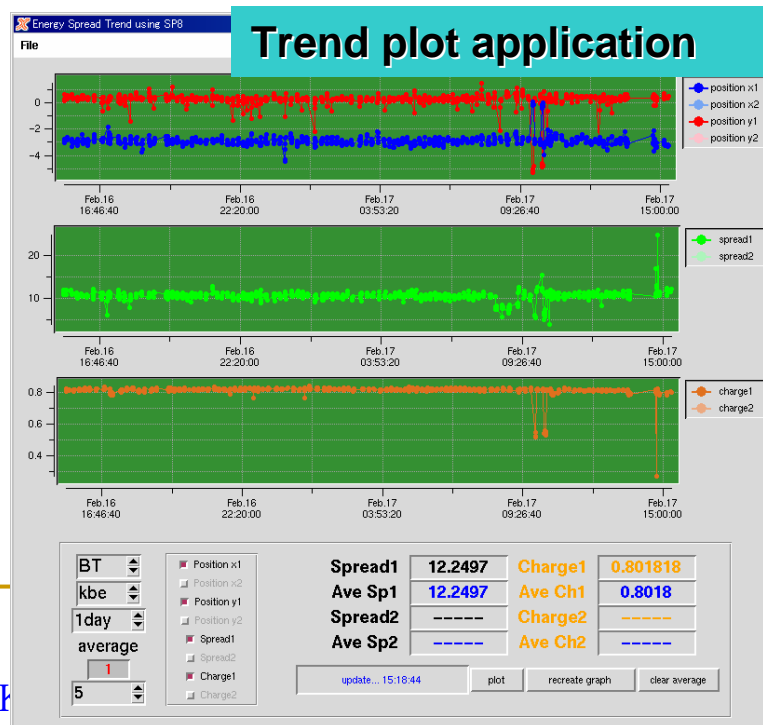 Energy Spread Trend using SP8
Trend plot application
File
0
-2
-4
position x1
position x2
position y1
position y2
Feb.16 Feb.16 Feb.17 Feb.17 Feb.17
16:46:40 22:20:00 03:53:20 09:26:40 15:00:00
20
10
spread1
spread2
Feb.16 Feb.16 Feb.17 Feb.17 Feb.17
16:46:40 22:20:00 03:53:20 09:26:40 15:00:00
0.8
0.6
0.4
charge1
charge2
Feb.16 Feb.16 Feb.17 Feb.17 Feb.17
16:46:40 22:20:00 03:53:20 09:26:40 15:00:00
BT
kbe
1day
average
1
5
Position x1
Position x2
Position y1
Position y2
Spread1
Spread2
Charge1
Charge2
Spread1 12.2497 Charge1 0.801818
Ave Sp1 12.2497 Ave Ch1 0.8018
Spread2 ----- Charge2 -----
Ave Sp2 ----- Ave Ch2 -----
update... 15:18:44 plot recreate graph clear average